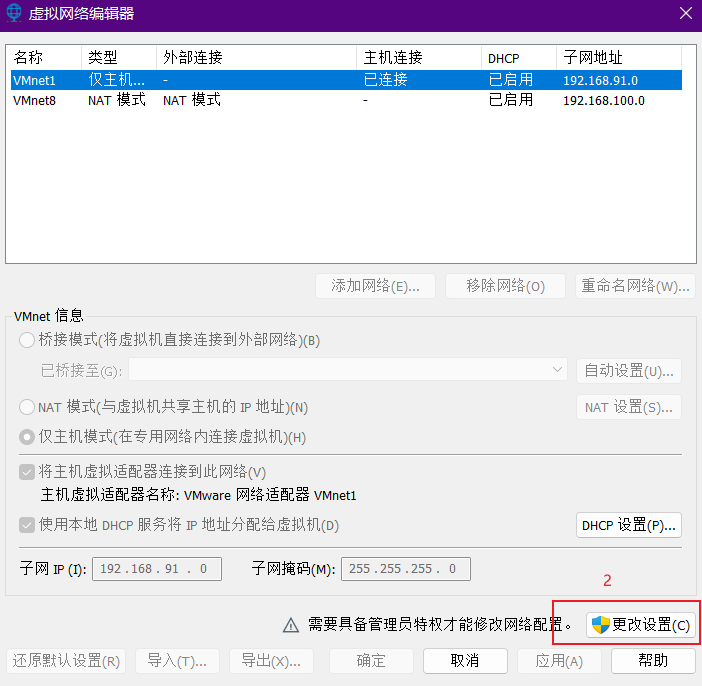 虚拟网络编辑器
名称 类型 外部连接 主机连接 DHCP 子网地址
VMnet1 仅主机... - 已连接 已启用 192.168.91.0
VMnet8 NAT 模式 NAT 模式 - 已启用 192.168.100.0
添加网络(E)... 移除网络(O) 重命名网络(W)...
VMnet 信息
桥接模式(将虚拟机直接连接到外部网络)(B)
已桥接至(G): 自动设置(U)...
NAT 模式(与虚拟机共享主机的 IP 地址)(N) NAT 设置(S)...
仅主机模式(在专用网络内连接虚拟机)(H)
将主机虚拟适配器连接到此网络(V)
主机虚拟适配器名称: VMware 网络适配器 VMnet1
使用本地 DHCP 服务将 IP 地址分配给虚拟机(D) DHCP 设置(P)...
子网 IP (I): 192 . 168 . 91 . 0 子网掩码(M): 255 . 255 . 255 . 0
2
需要具备管理员特权才能修改网络配置。 更改设置(C)
还原默认设置(R) 导入(T)... 导出(X)... 确定 取消 应用(A) 帮助